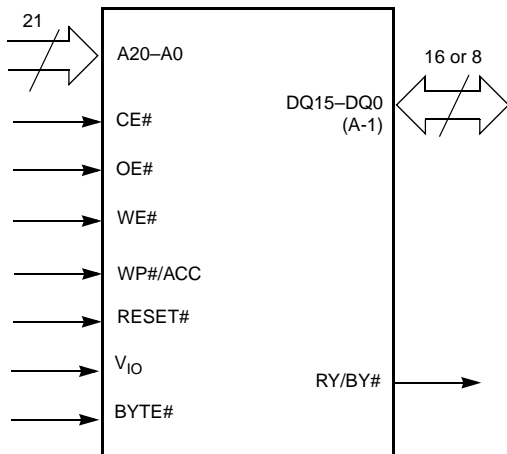 21
A20–A0
16 or 8
DQ15–DQ0
(A-1)
CE#
OE#
WE#
WP#/ACC
RESET#
VIO
RY/BY#
BYTE#